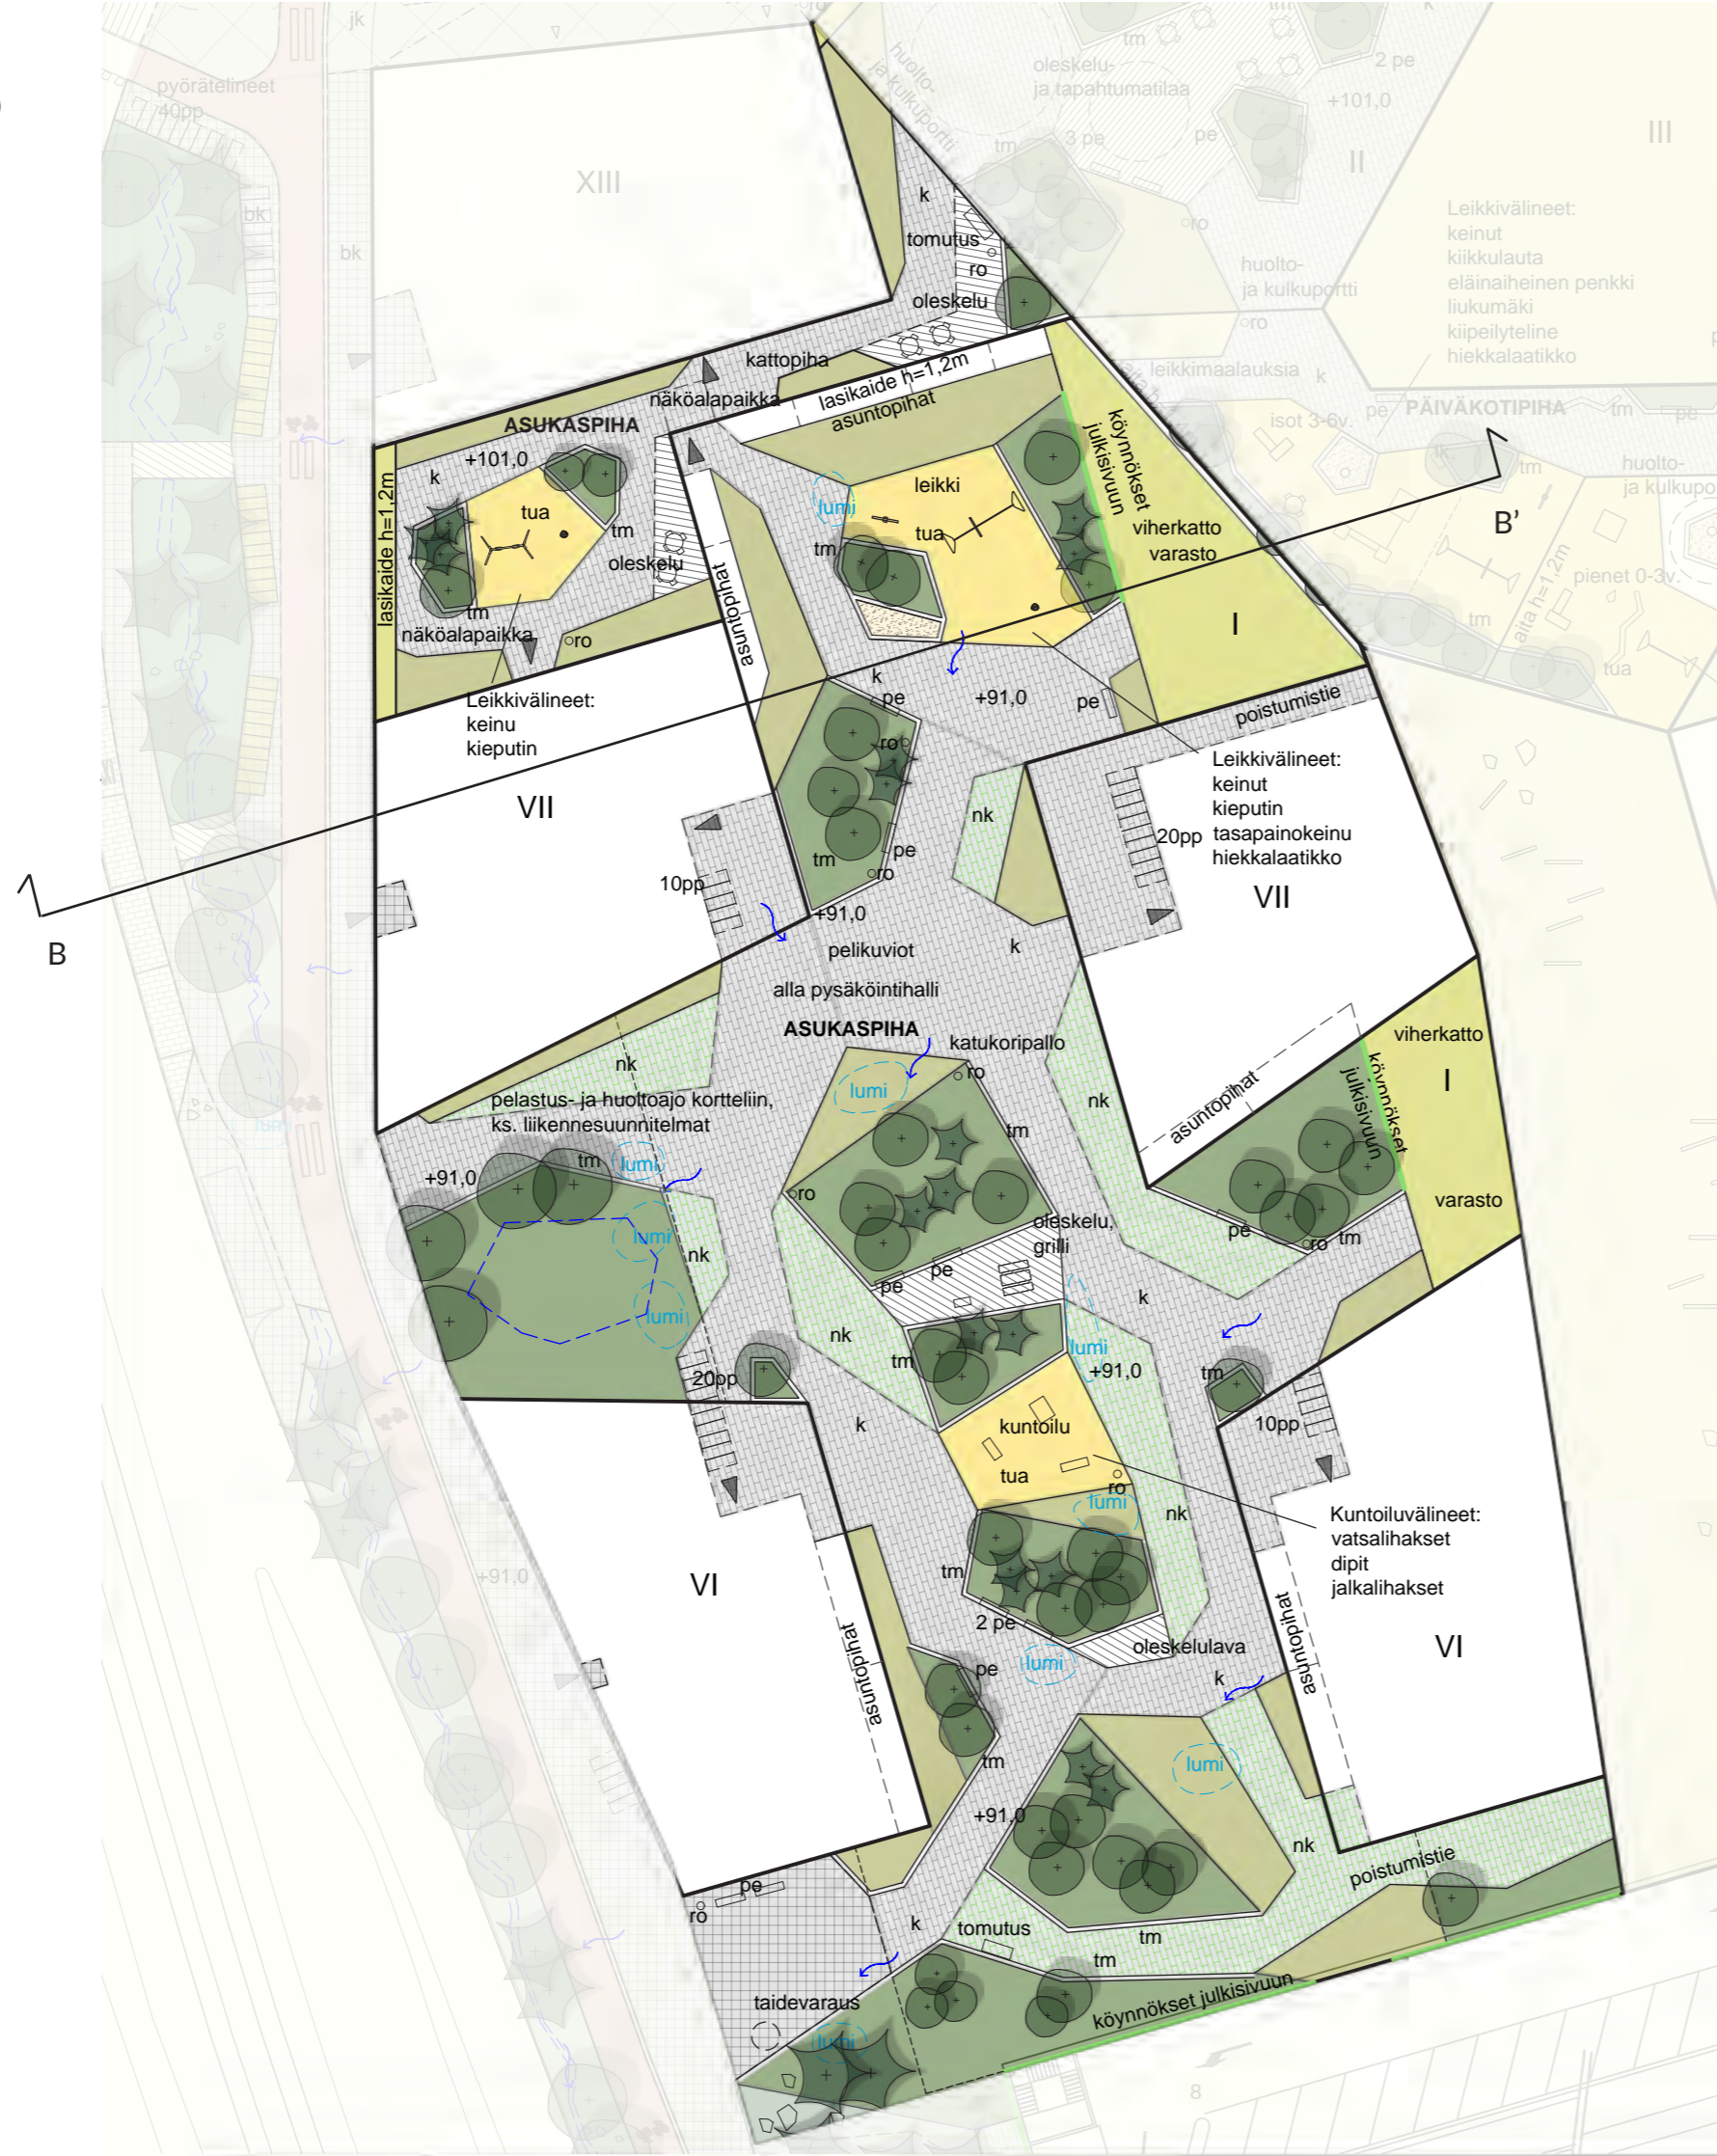 jk
ro
tm
k
pyörätelineet
40pp
huolto-
ja kulkuportti
oleskelu-
ja tapahtumatilaa
tm
2 pe
+101,0
XIII
tm
3 pe
pe
II
III
bk
bk
k
tomutus
ro
oleskelu
ro
huolto-
ja kulkuportti
ro
Leikkivälineet:
keinut
kiikkulauta
eläinaiheinen penkki
liukumäki
kiipeilyteline
hiekkalaatikko
kattopiha
näköalapaikka
lasikaide h=1,2m
asuntopihat
leikkimaalauksia
k
ASUKASPIHA
+101,0
k
tua
tm
oleskelu
lasikaide h=1,2m
tm
näköalapaikka
ro
asuntopihat
lumi
leikki
tua
tm
köynnökset
julkisivuun
viherkatto
varasto
I
isot 3-6v.
pe
PÄIVÄKOTIPIHA
tm
pe
tm
huolto-
B'
pienet 0-3v.
aita h=1,2m
tm
tua
Leikkivälineet:
keinu
kieputin
k
pe
+91,0
pe
poistumistie
ro
VII
nk
Leikkivälineet:
keinut
kieputin
tasapainokeinu
hiekkalaatikko
20pp
tm
pe
ro
10pp
VII
+91,0
B
pelikuviot
k
alla pysäköintihalli
ASUKASPIHA
katukoripallo
viherkatto
nk
ro
lumi
I
pelastus- ja huoltoajo kortteliin,
ks. liikennesuunnitelmat
nk
tm
asuntopihat
köynnökset
julkisivuun
lumi
tm
lumi
+91,0
ro
varasto
oleskelu,
grilli
pe
ro
tm
lumi
nk
pe
pe
k
lumi
nk
tm
lumi
+91,0
tm
20pp
k
kuntoilu
10pp
tua
ro
lumi
nk
Kuntoiluvälineet:
vatsalihakset
dipit
jalkalihakset
+91,0
VI
tm
2 pe
asuntopihat
oleskelulava
VI
lumi
pe
k
asuntopihat
tm
lumi
+91,0
nk
poistumistie
pe
ro
k
tomutus
tm
tm
taidevaraus
köynnökset julkisivuun
lumi
8